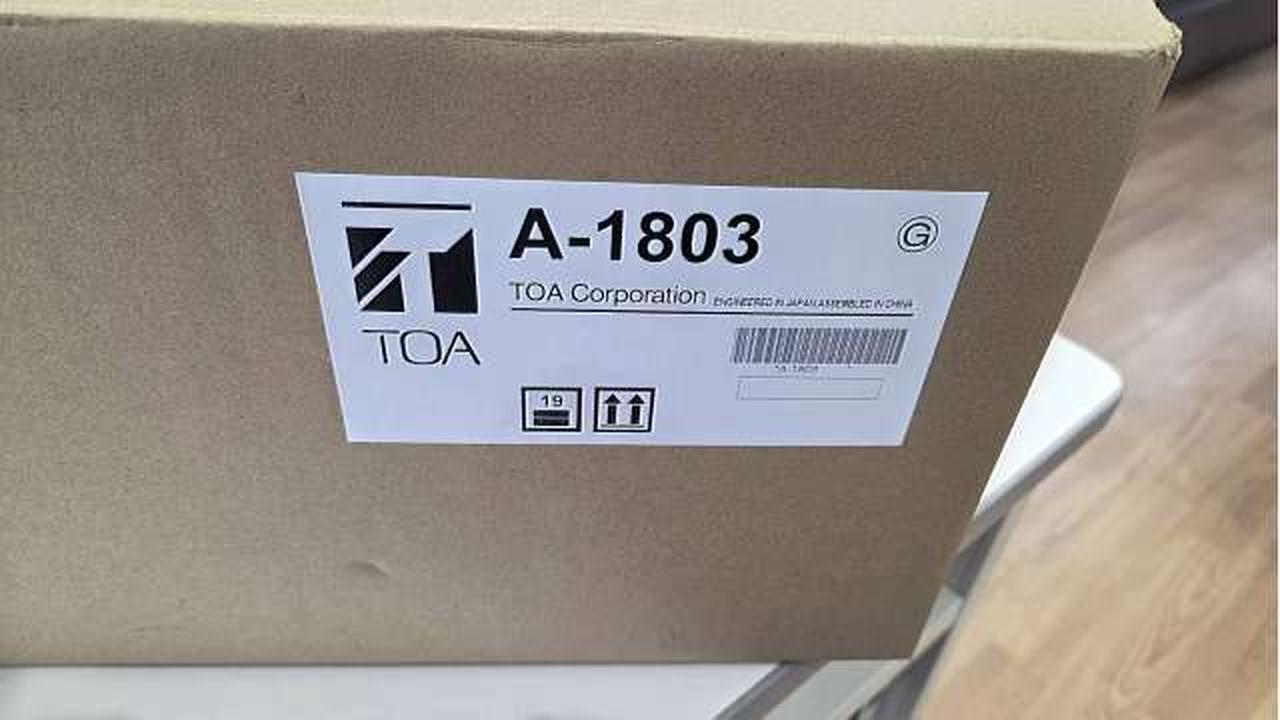 A-1803
G
TOA Corporation ENGINEERED IN JAPAN ASSEMBLED IN CHINA
TOA
19